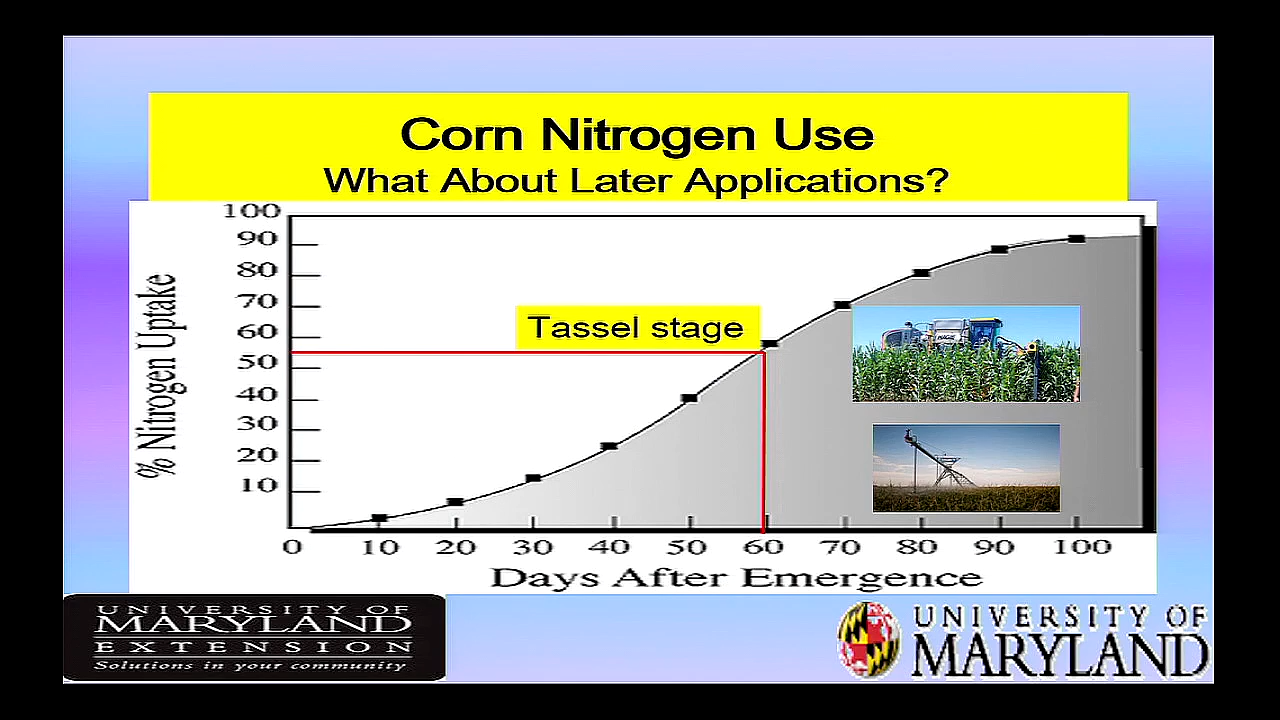 Corn Nitrogen Use
What About Later Applications?
100
90
80
70
60
50
40
30
20
10
% Nitrogen Uptake
Tassel stage
0 10 20 30 40 50 60 70 80 90 100
Days After Emergence
UNIVERSITY OF
MARYLAND
EXTENSION
Solutions in your community
UNIVERSITY OF
MARYLAND